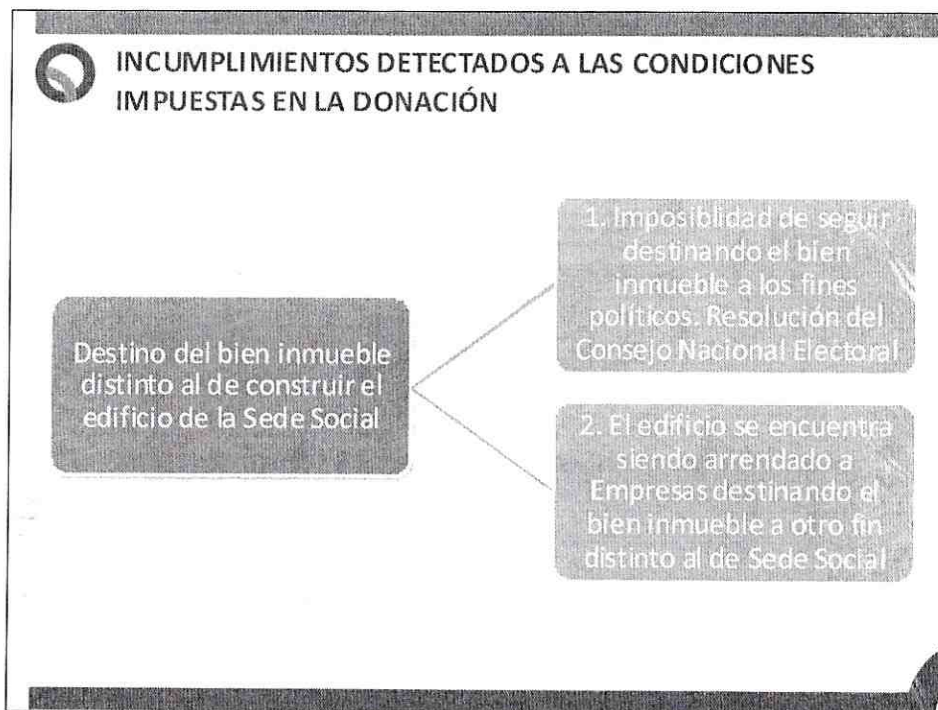 INCUMPLIMIENTOS DETECTADOS A LAS CONDICIONES
IMPUESTAS EN LA DONACIÓN
Destino del bien inmueble
distinto al de construir el
edificio de la Sede Social
1. Imposiblidad de seguir
destinando el bien
inmueble a los fines
políticos. Resolución del
Consejo Nacional Electoral
2. El edificio se encuentra
siendo arrendado a
Empresas destinando el
bien inmueble a otro fin
distinto al de Sede Social